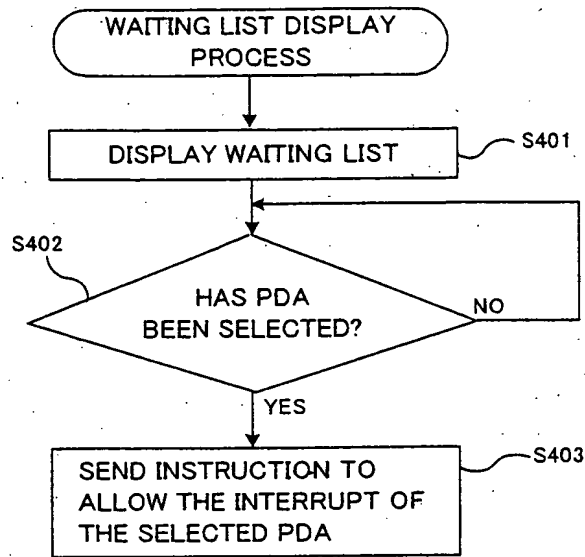 WAITING LIST DISPLAY
PROCESS
DISPLAY WAITING LIST
S401
S402
HAS PDA
BEEN SELECTED?
NO
YES
SEND INSTRUCTION TO
ALLOW THE INTERRUPT OF
THE SELECTED PDA
S403